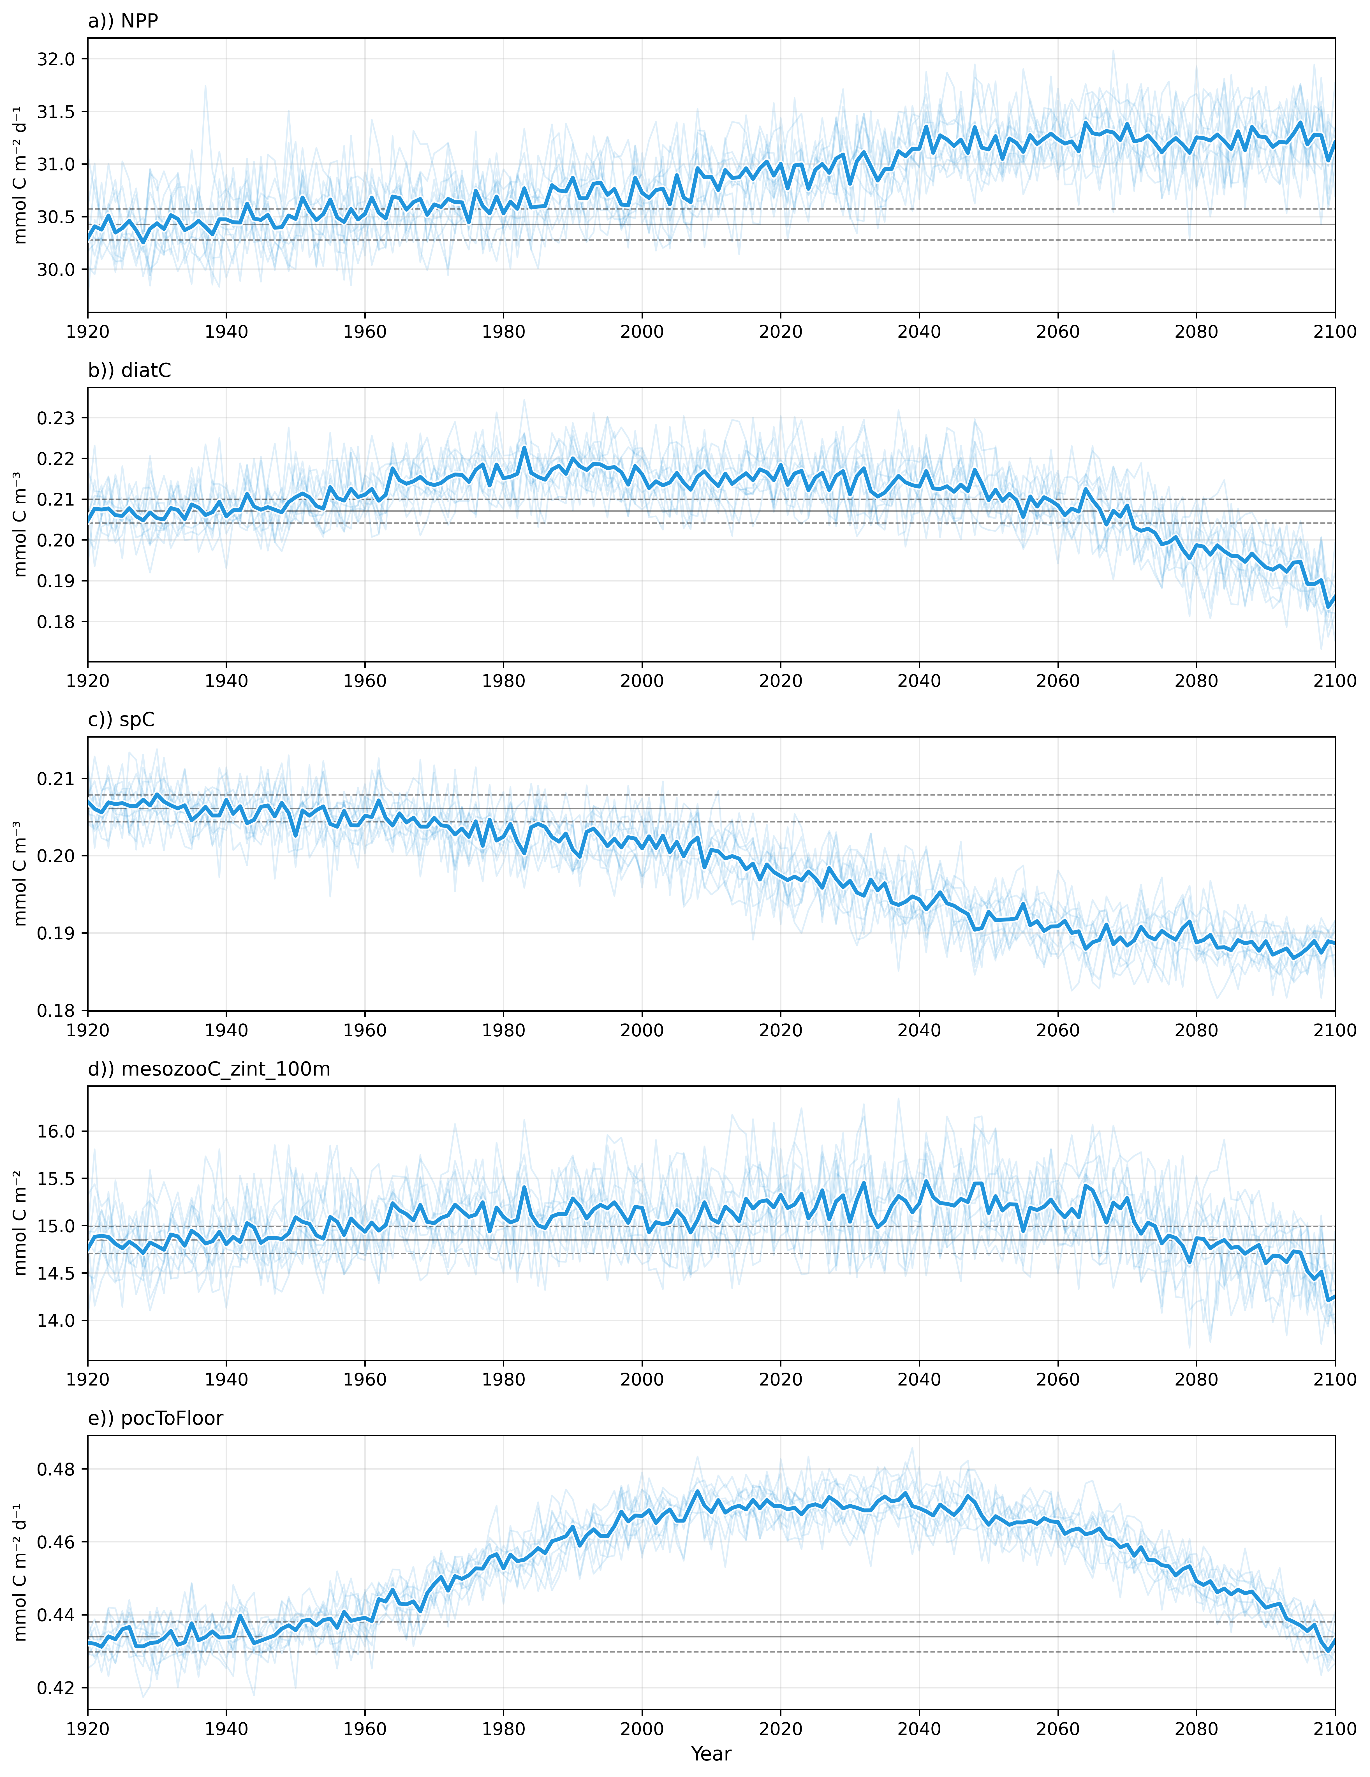 a)) NPP
mmol C m⁻² d⁻¹
32.0
31.5
31.0
30.5
30.0
1920 1940 1960 1980 2000 2020 2040 2060 2080 2100
b)) diatC
mmol C m⁻³
0.23
0.22
0.21
0.20
0.19
0.18
1920 1940 1960 1980 2000 2020 2040 2060 2080 2100
c)) spC
mmol C m⁻³
0.21
0.20
0.19
0.18
1920 1940 1960 1980 2000 2020 2040 2060 2080 2100
d)) mesozooC_zint_100m
mmol C m⁻²
16.0
15.5
15.0
14.5
14.0
1920 1940 1960 1980 2000 2020 2040 2060 2080 2100
e)) pocToFloor
mmol C m⁻² d⁻¹
0.48
0.46
0.44
0.42
1920 1940 1960 1980 2000 2020 2040 2060 2080 2100
Year